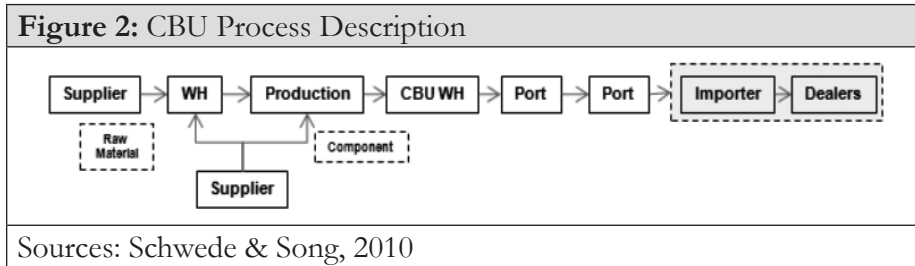 Figure 2: CBU Process Description
Supplier WH Production CBU WH Port Port Importer Dealers
Raw
Material
Component
Supplier
Sources: Schwede & Song, 2010